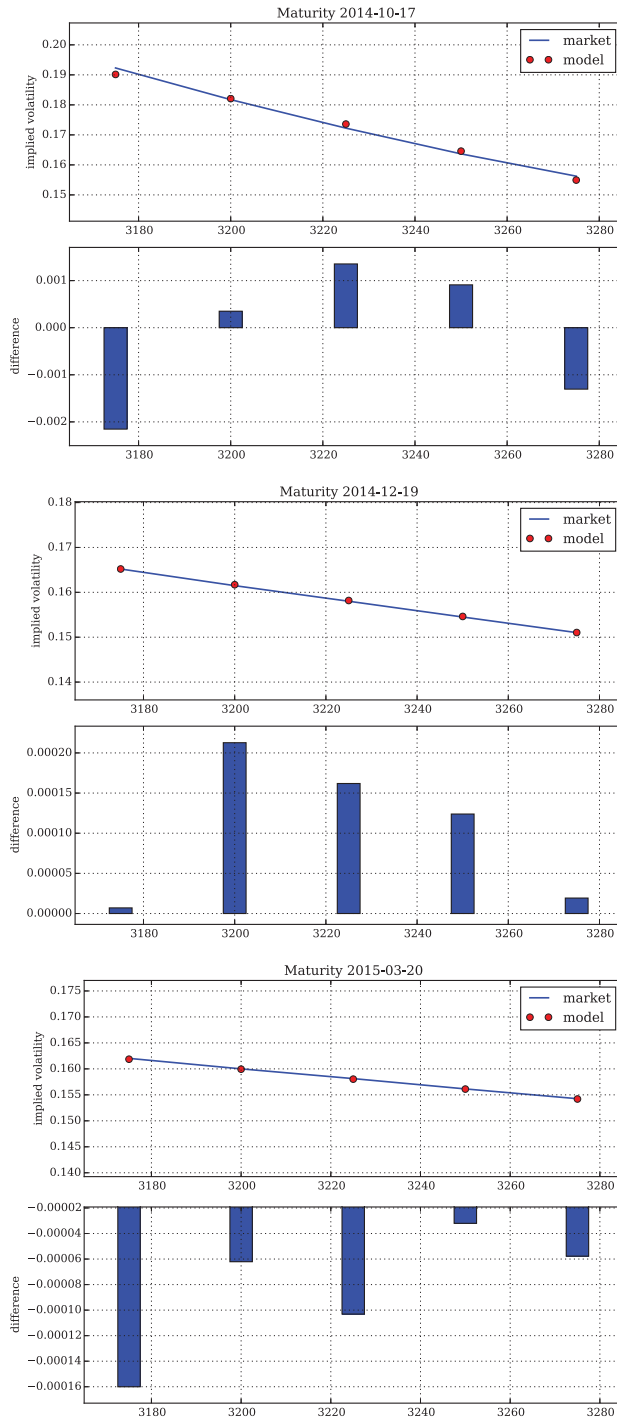 Maturity 2014-10-17
0.20
0.19
0.18
0.17
0.16
0.15
implied volatility
market
model
3180 3200 3220 3240 3260 3280
0.001
0.000
−0.001
−0.002
difference
3180 3200 3220 3240 3260 3280
Maturity 2014-12-19
0.18
0.17
0.16
0.15
0.14
implied volatility
market
model
3180 3200 3220 3240 3260 3280
0.00020
0.00015
0.00010
0.00005
0.00000
difference
3180 3200 3220 3240 3260 3280
Maturity 2015-03-20
0.175
0.170
0.165
0.160
0.155
0.150
0.145
0.140
implied volatility
market
model
3180 3200 3220 3240 3260 3280
−0.00002
−0.00004
−0.00006
−0.00008
−0.00010
−0.00012
−0.00014
−0.00016
difference
3180 3200 3220 3240 3260 3280